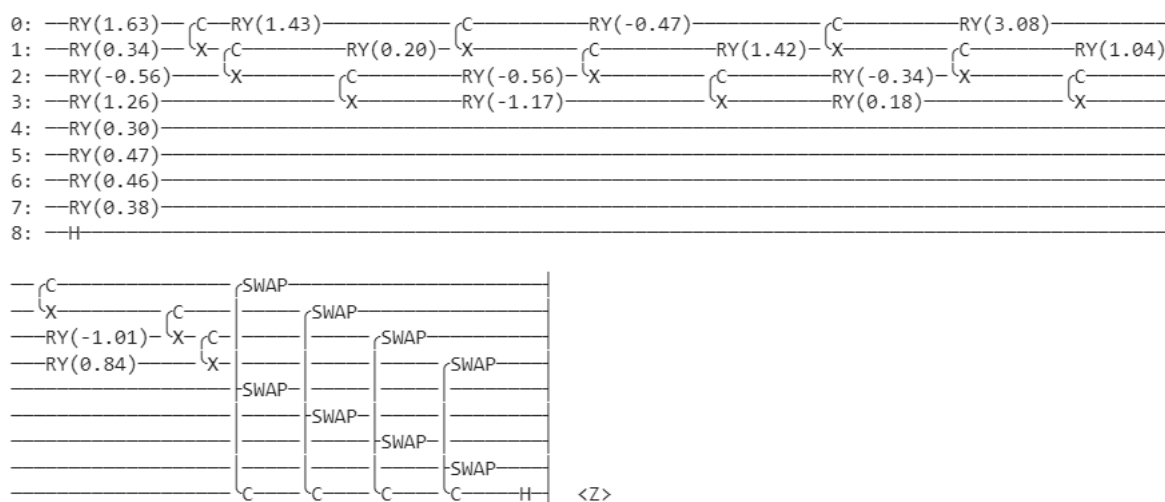 0: ──RY(1.63)──╭C──RY(1.43)────────────────╭C──────────RY(-0.47)──────────────╭C──────────RY(3.08)──────────
1: ──RY(0.34)──╰X─╭C─────────RY(0.20)─╰X────────╭C──────────RY(1.42)─╰X────────╭C─────────RY(1.04)
2: ──RY(-0.56)────╰X────────╭C─────────RY(-0.56)─╰X────────╭C─────────RY(-0.34)─╰X────────╭C───────
3: ──RY(1.26)───────────────╰X─────────RY(-1.17)────────────╰X─────────RY(0.18)────────────╰X───────
4: ──RY(0.30)──────────────────────────────────────────────
5: ──RY(0.47)──────────────────────────────────────────────
6: ──RY(0.46)──────────────────────────────────────────────
7: ──RY(0.38)──────────────────────────────────────────────
8: ──H─────────────────────────────────────────────────────
──╭C───────────────╭SWAP──────────────────────┤
──╰X─────────╭C────│─────╭SWAP────────────────┤
───RY(-1.01)─╰X─╭C─│─────│─────╭SWAP──────────┤
───RY(0.84)─────╰X─│─────│─────│─────╭SWAP────┤
───────────────────├SWAP─│─────│─────│────────┤
─────────────────────────├SWAP─│─────│────────┤
───────────────────────────────├SWAP─│────────┤
─────────────────────────────────────├SWAP────┤
───────────────────╰C────╰C────╰C────╰C─────H─┤ <Z>